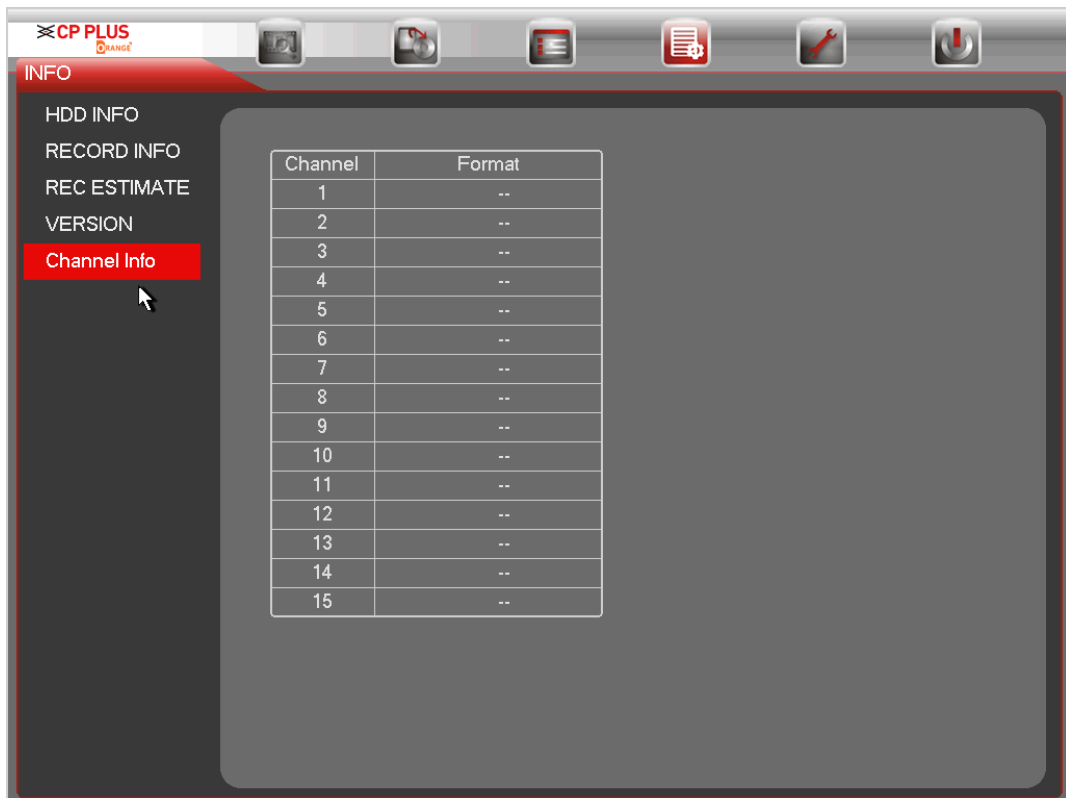 CP PLUS
ORANGE
INFO
HDD INFO
RECORD INFO
REC ESTIMATE
VERSION
Channel Info
Channel Format
1 --
2 --
3 --
4 --
5 --
6 --
7 --
8 --
9 --
10 --
11 --
12 --
13 --
14 --
15 --